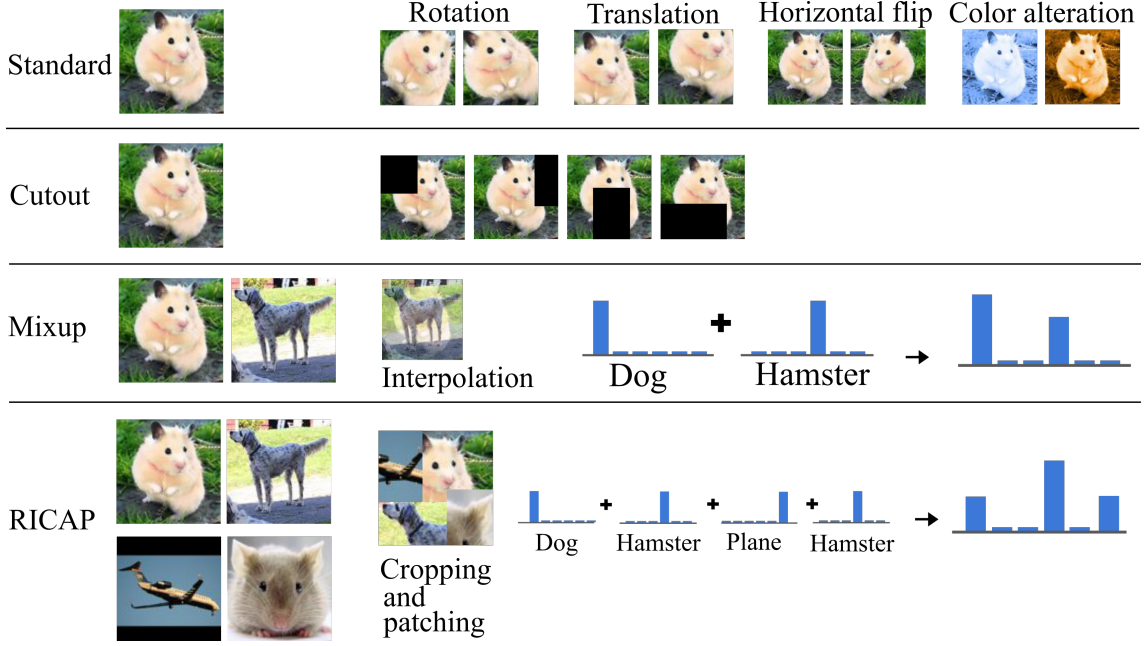 Standard
Rotation
Translation
Horizontal flip
Color alteration
Cutout
Mixup
Interpolation
Dog
Hamster
RICAP
Cropping
and
patching
Dog
Hamster
Plane
Hamster